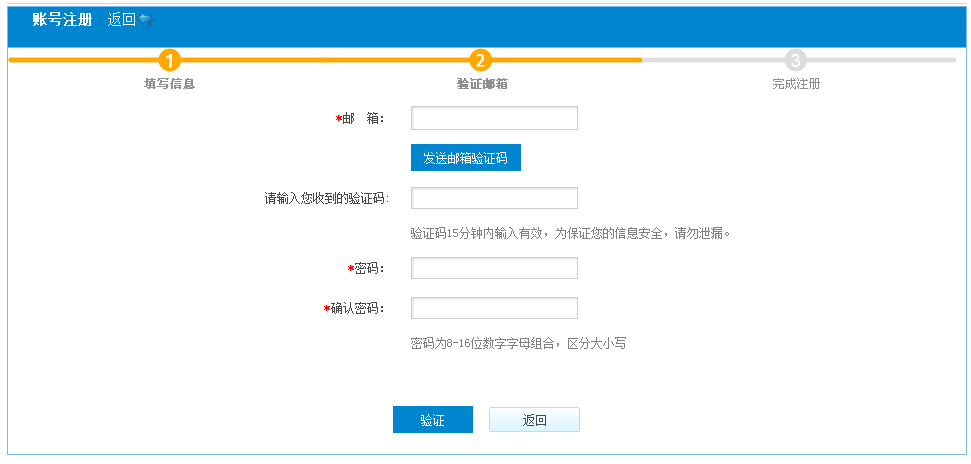 账号注册 返回
1 2 3
填写信息 验证邮箱 完成注册
*邮 箱：
发送邮箱验证码
请输入您收到的验证码:
验证码15分钟内输入有效，为保证您的信息安全，请勿泄漏。
*密码：
*确认密码：
密码为8-16位数字字母组合，区分大小写
验证 返回